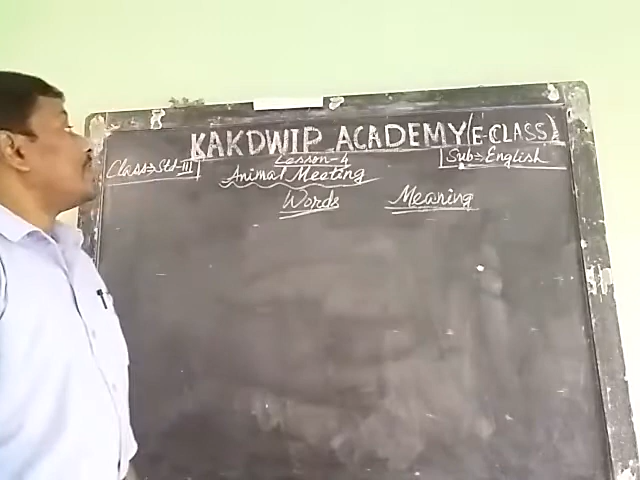 KAKDWIP ACADEMY(E-CLASS)
Class→Std-III
Lesson-4
Sub→English
Animal Meeting
Words Meaning